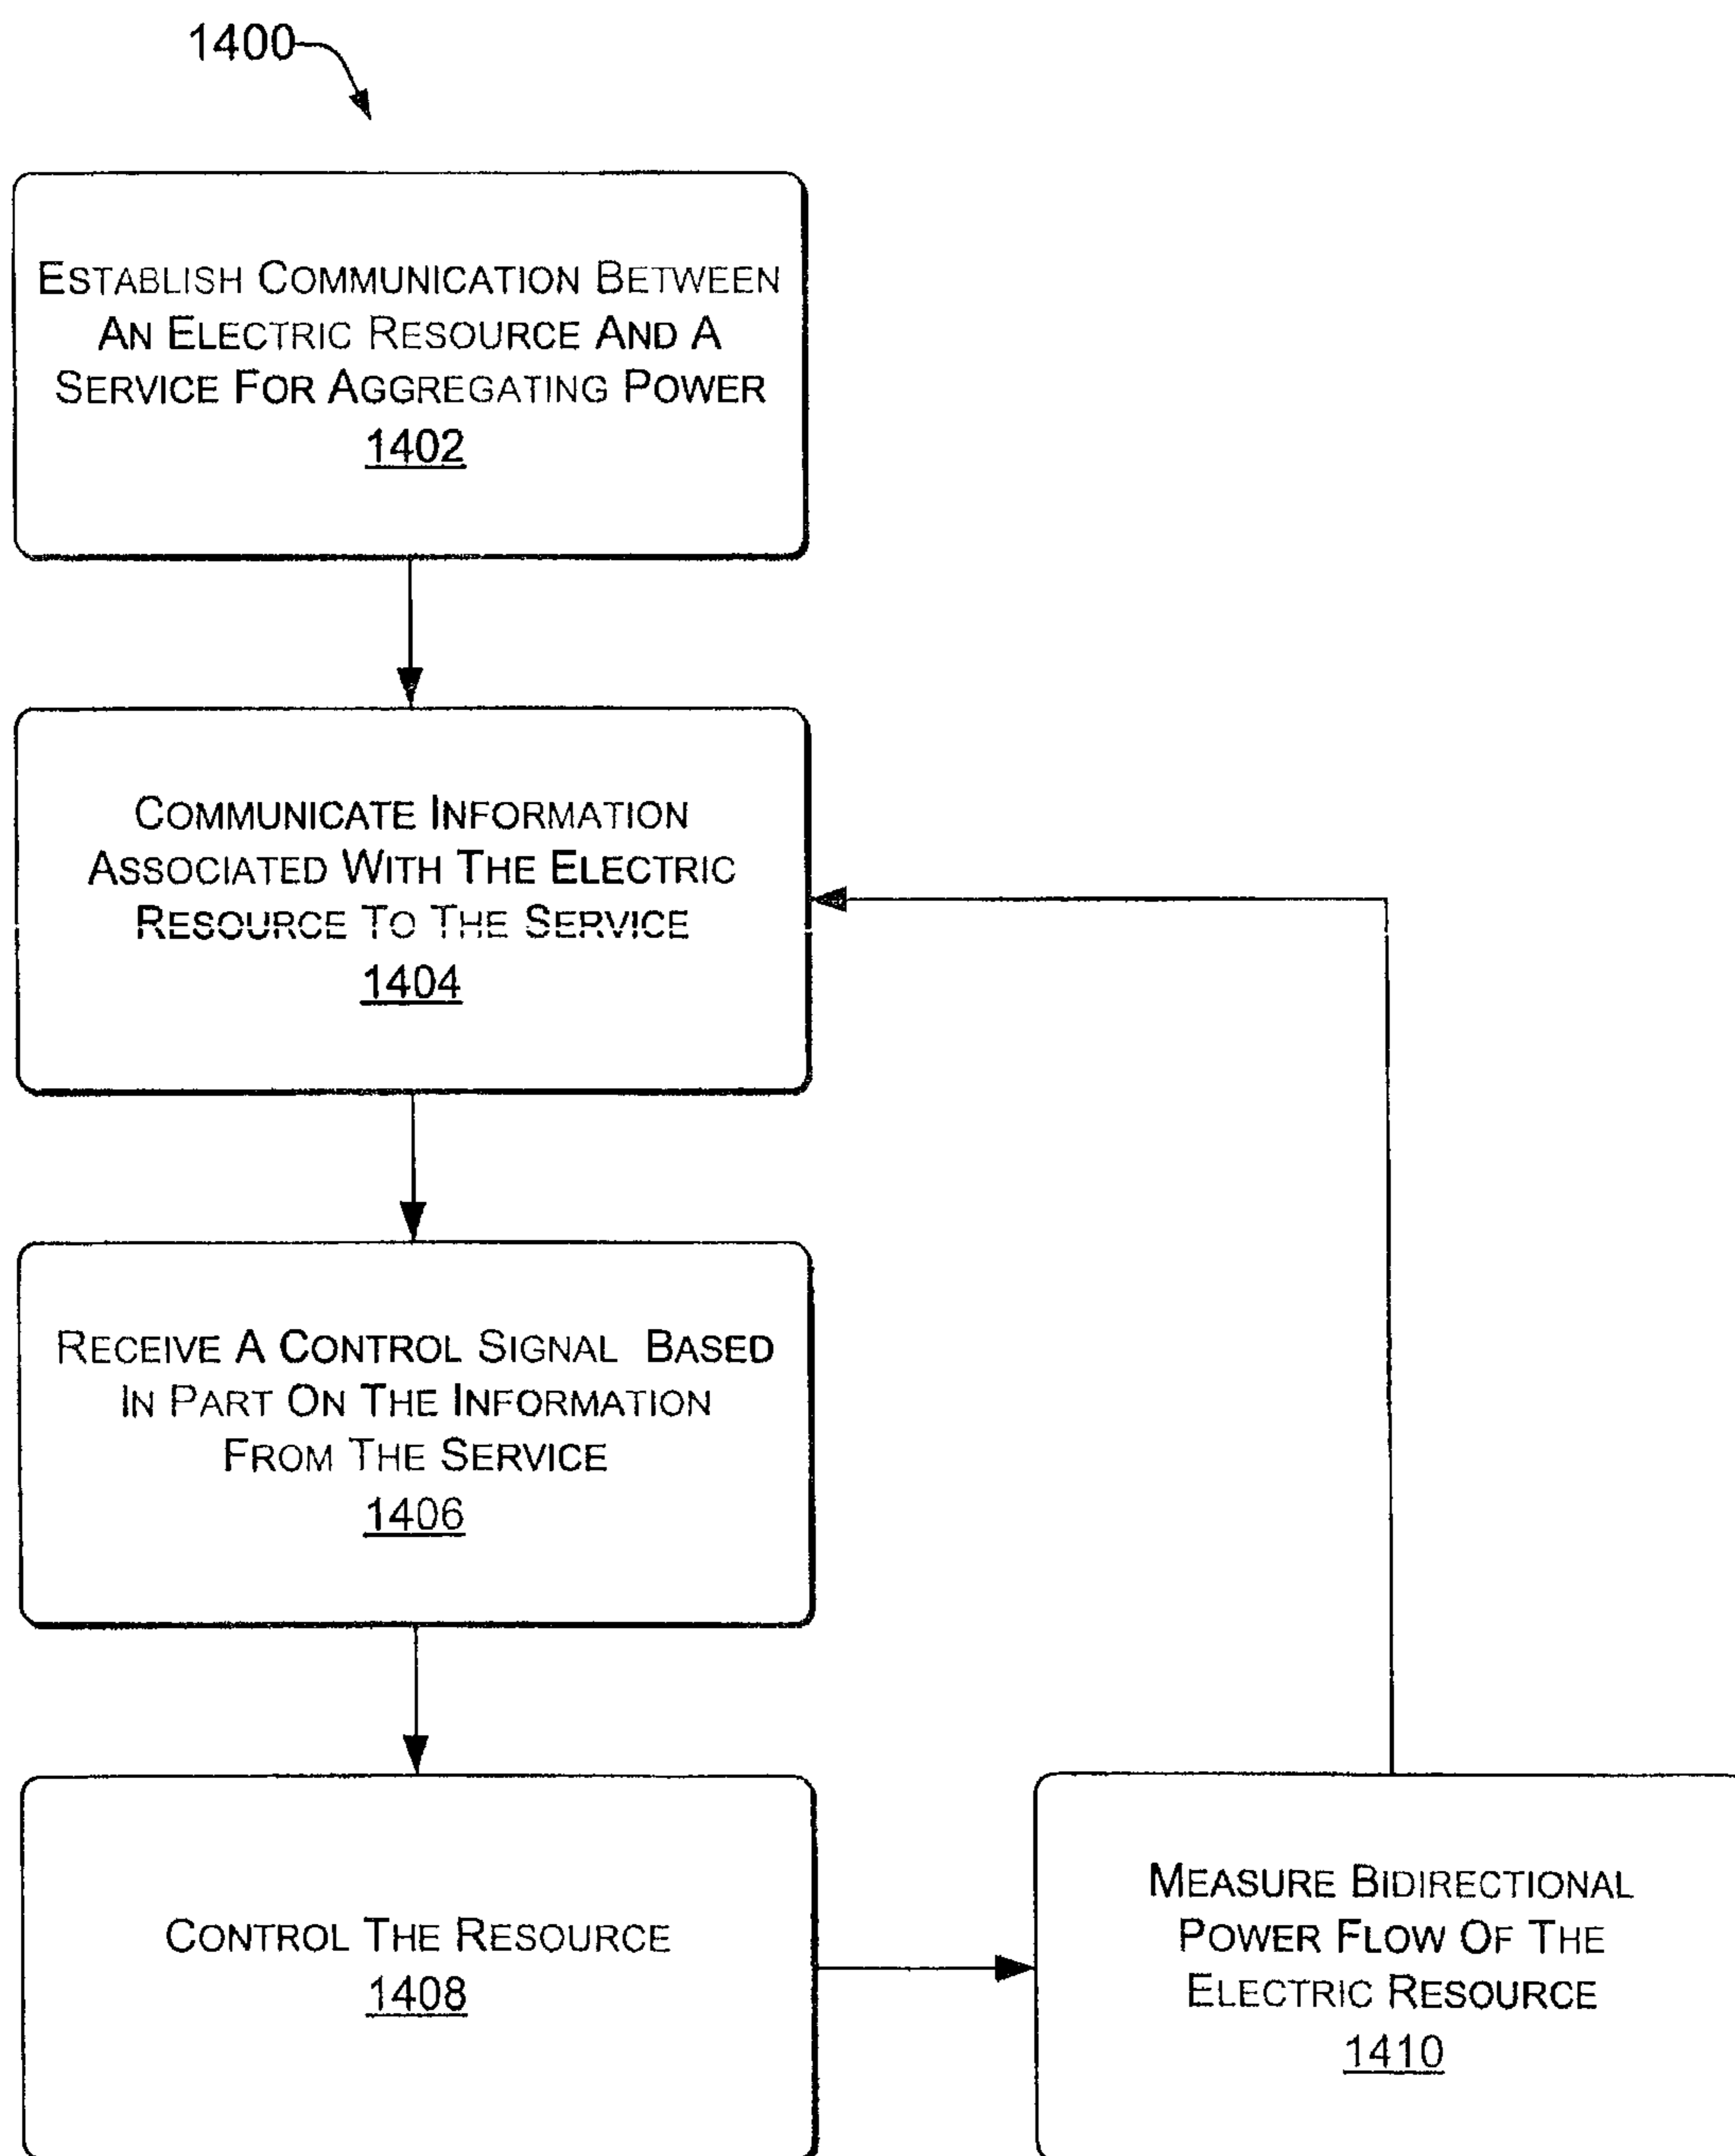 1400
ESTABLISH COMMUNICATION BETWEEN
AN ELECTRIC RESOURCE AND A
SERVICE FOR AGGREGATING POWER
1402
COMMUNICATE INFORMATION
ASSOCIATED WITH THE ELECTRIC
RESOURCE TO THE SERVICE
1404
RECEIVE A CONTROL SIGNAL BASED
IN PART ON THE INFORMATION
FROM THE SERVICE
1406
CONTROL THE RESOURCE
1408
MEASURE BIDIRECTIONAL
POWER FLOW OF THE
ELECTRIC RESOURCE
1410